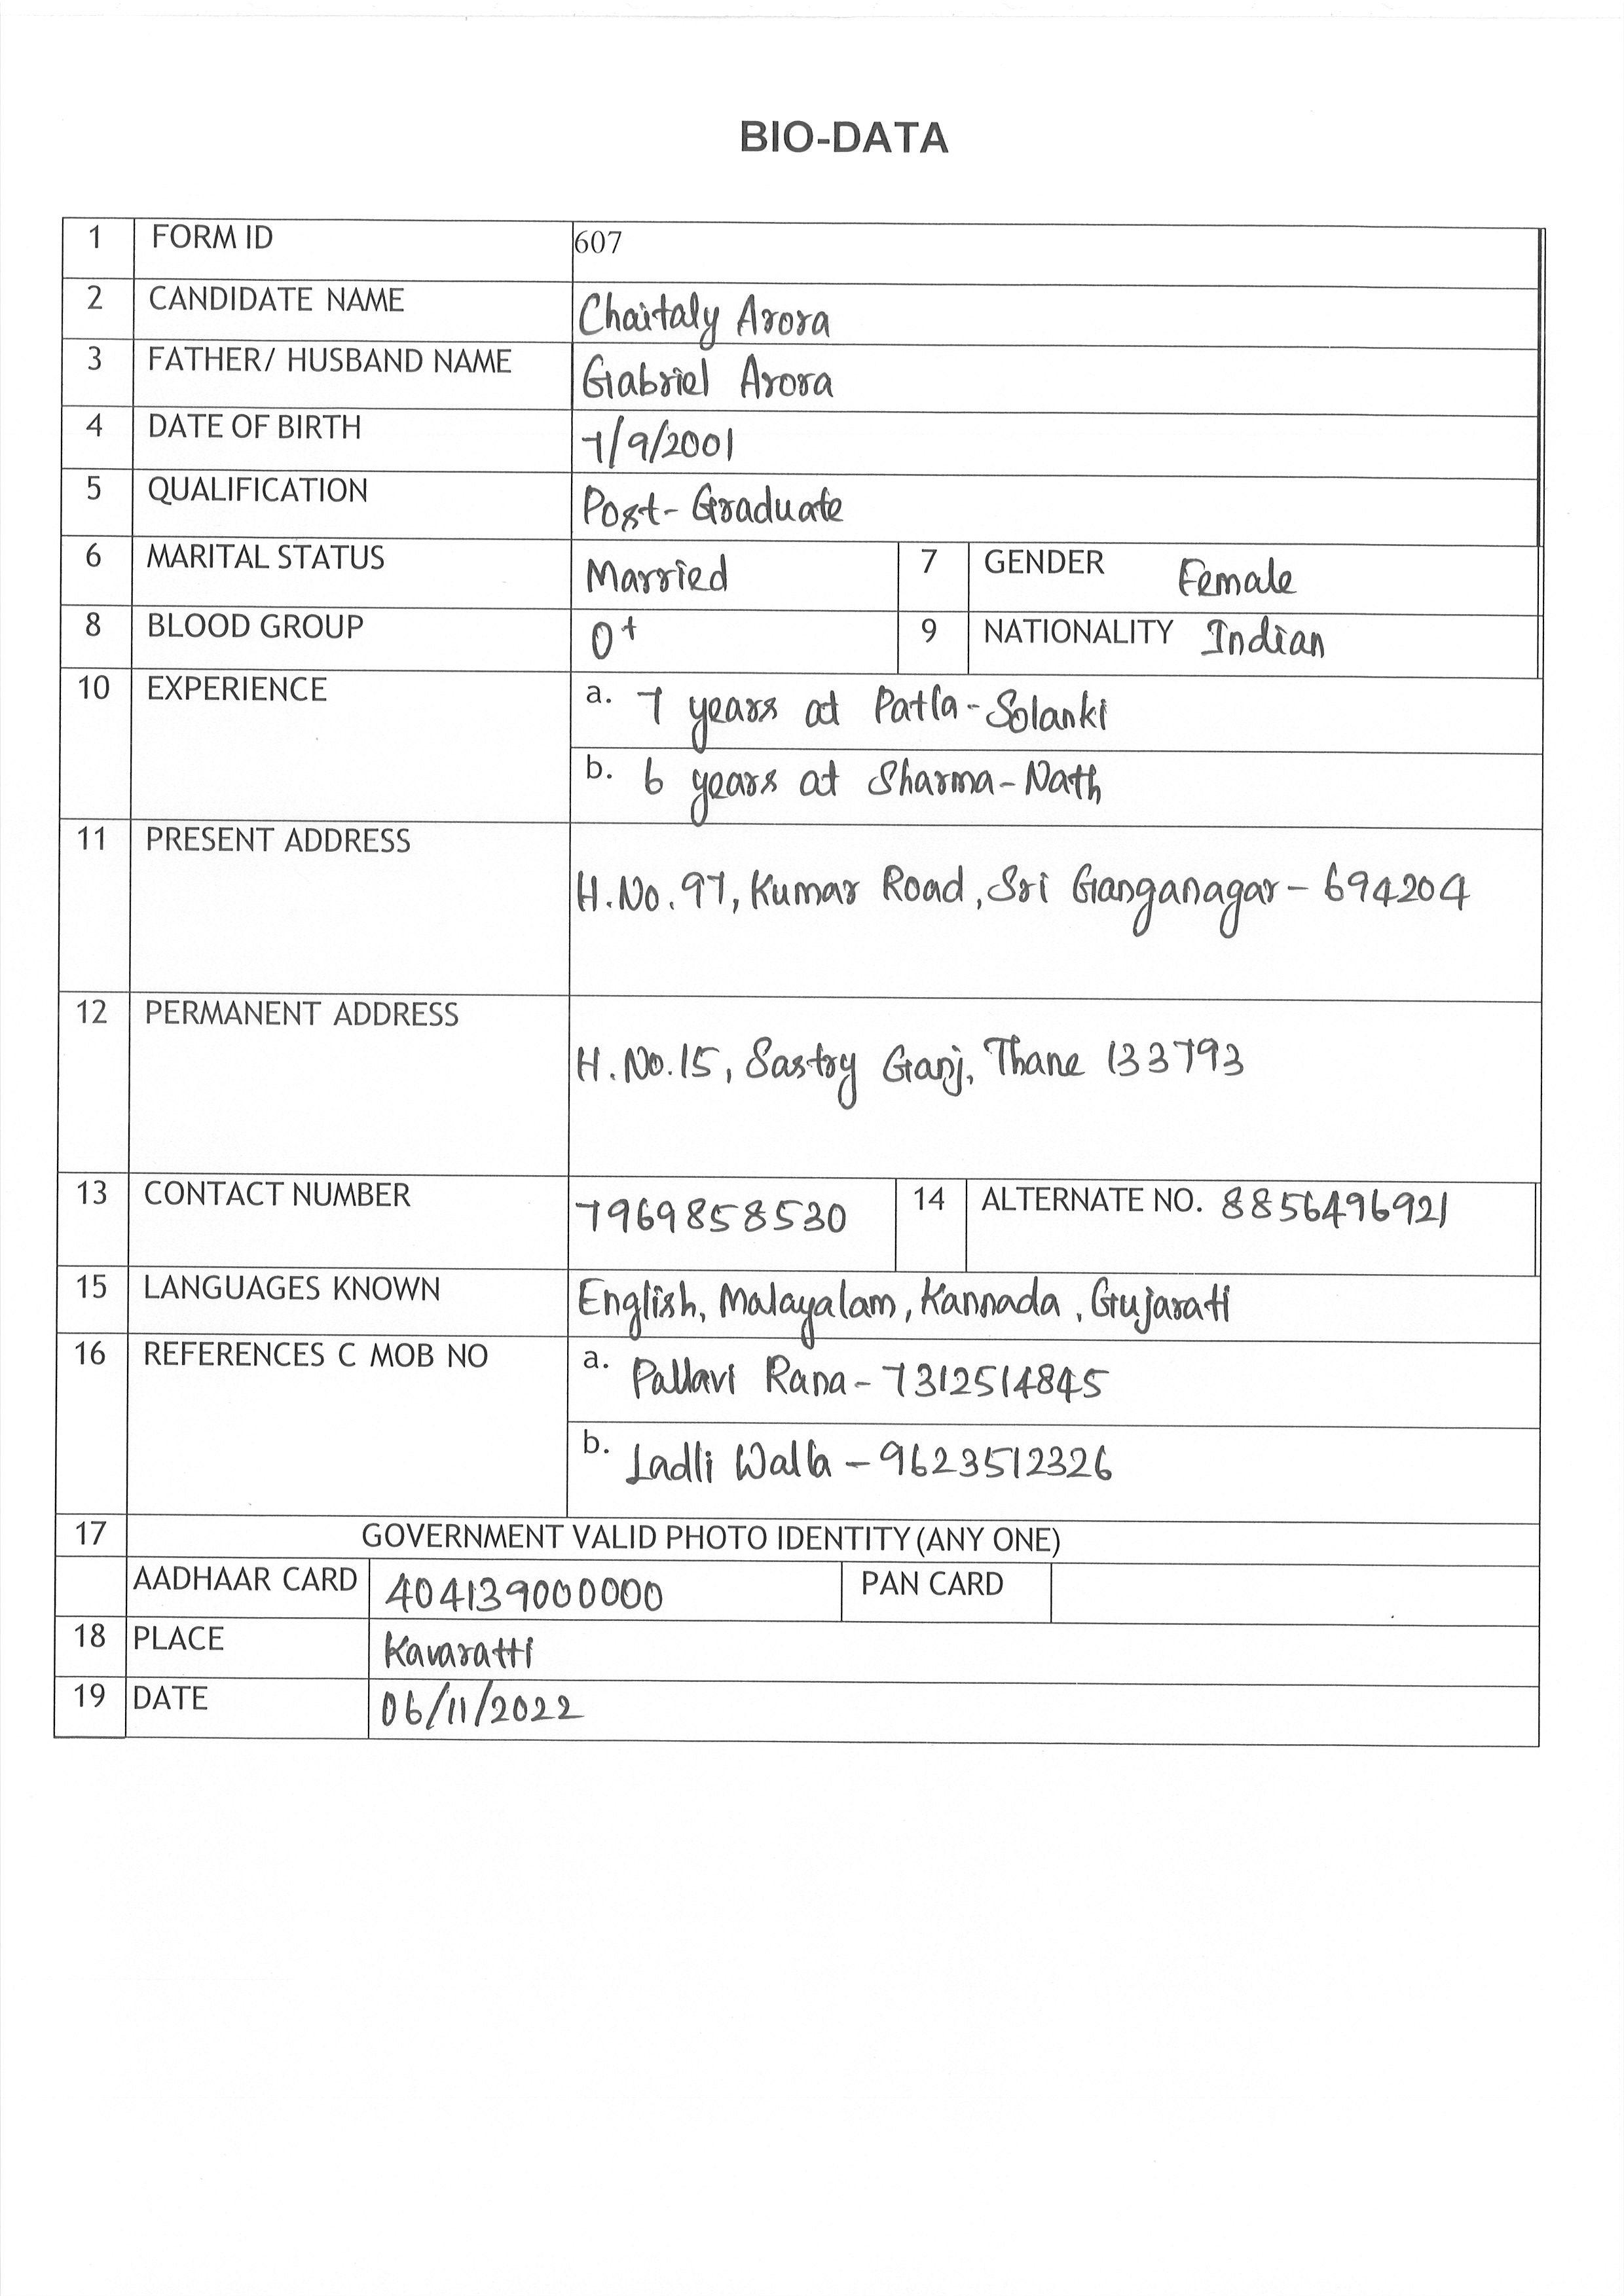 BIO-DATA
1 FORM ID 607
2 CANDIDATE NAME Chaitaly Arora
3 FATHER/ HUSBAND NAME Gabriel Arora
4 DATE OF BIRTH 7/9/2001
5 QUALIFICATION Post-Graduate
6 MARITAL STATUS Married 7 GENDER Female
8 BLOOD GROUP O+ 9 NATIONALITY Indian
10 EXPERIENCE a. 7 years at Patla-Solanki
b. 6 years at Sharma-Nath
11 PRESENT ADDRESS
H.No. 97, Kumar Road, Sri Ganganagar - 694204
12 PERMANENT ADDRESS
H.No. 15, Sastry Ganj, Thane 133793
13 CONTACT NUMBER 7969858530 14 ALTERNATE NO. 8856496921
15 LANGUAGES KNOWN English, Malayalam, Kannada, Gujarati
16 REFERENCES C MOB NO a. Pallavi Rana - 7312514845
b. Ladli Walla - 9623512326
17 GOVERNMENT VALID PHOTO IDENTITY (ANY ONE)
AADHAAR CARD 404139000000 PAN CARD
18 PLACE Kavaratti
19 DATE 06/11/2022